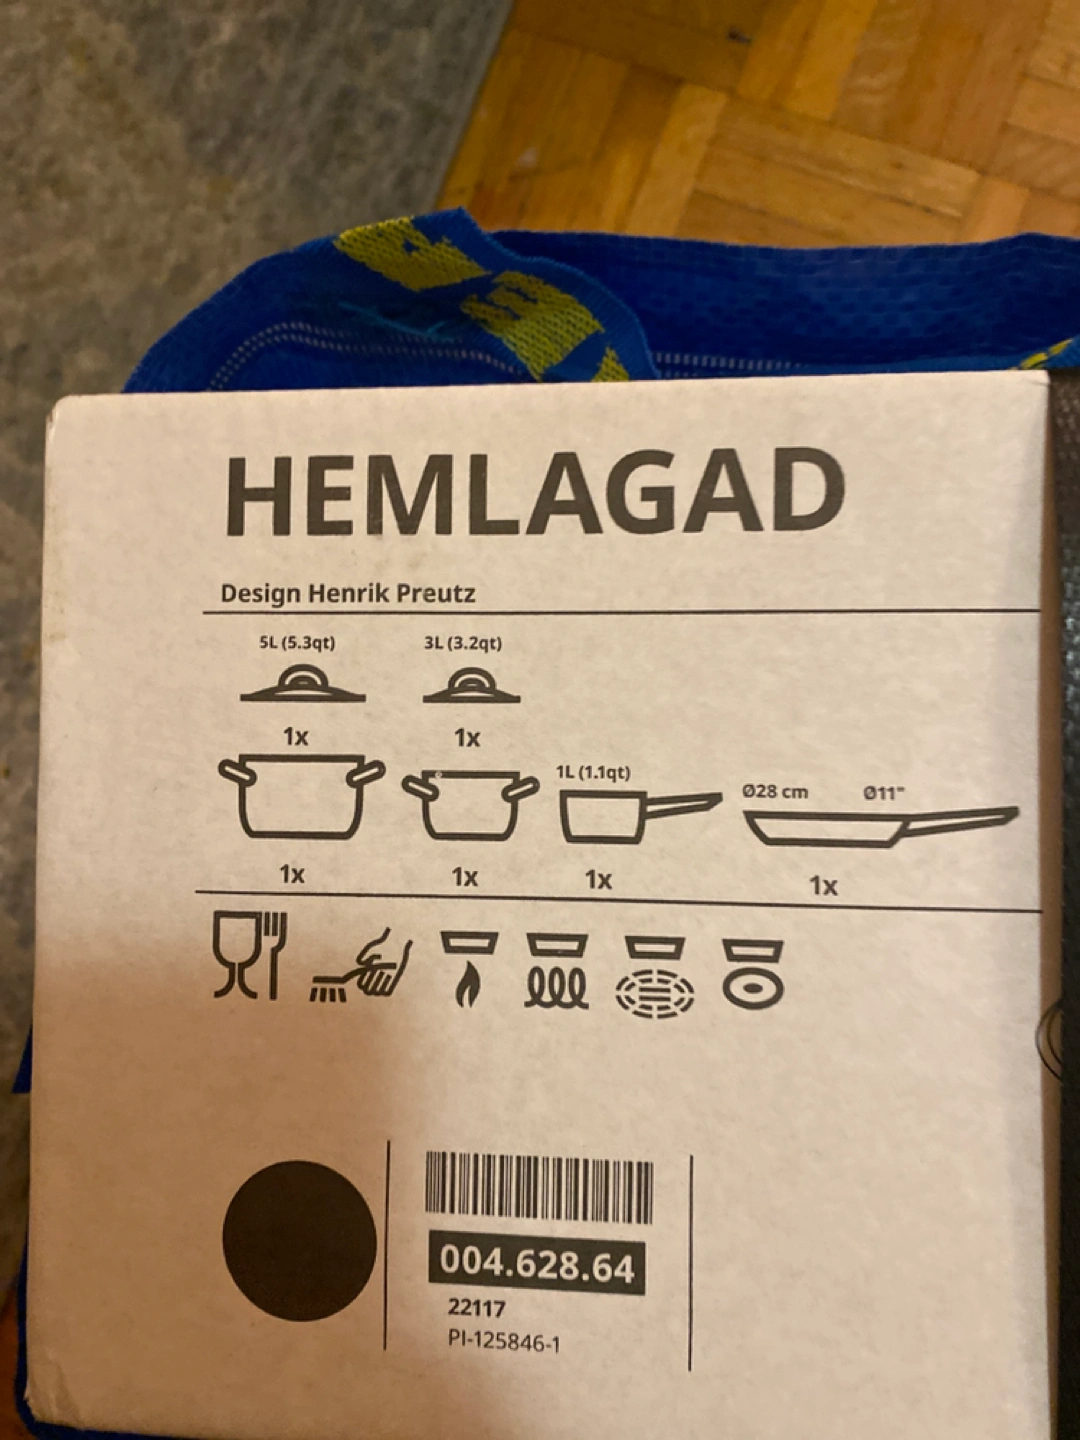 HEMLAGAD
Design Henrik Preutz
5L (5.3qt) 3L (3.2qt)
1x 1x
1L (1.1qt) Ø28 cm Ø11"
1x 1x 1x 1x
004.628.64
22117
PI-125846-1